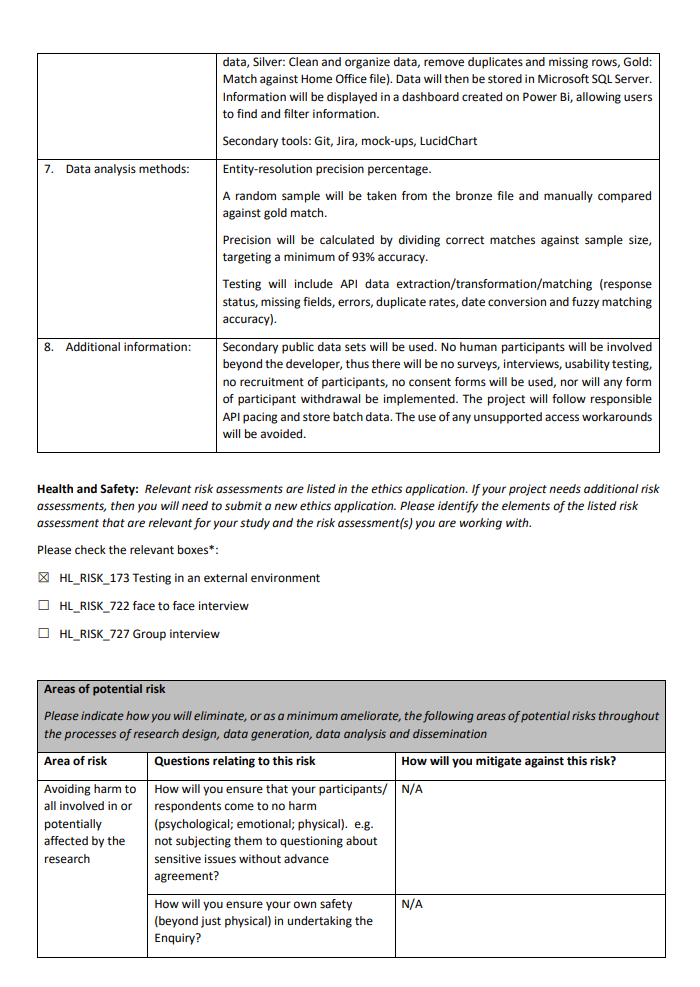 data, Silver: Clean and organize data, remove duplicates and missing rows, Gold:
Match against Home Office file). Data will then be stored in Microsoft SQL Server.
Information will be displayed in a dashboard created on Power Bi, allowing users
to find and filter information.
Secondary tools: Git, Jira, mock-ups, LucidChart
7. Data analysis methods:
Entity-resolution precision percentage.
A random sample will be taken from the bronze file and manually compared
against gold match.
Precision will be calculated by dividing correct matches against sample size,
targeting a minimum of 93% accuracy.
Testing will include API data extraction/transformation/matching (response
status, missing fields, errors, duplicate rates, date conversion and fuzzy matching
accuracy).
8. Additional information:
Secondary public data sets will be used. No human participants will be involved
beyond the developer, thus there will be no surveys, interviews, usability testing,
no recruitment of participants, no consent forms will be used, nor will any form
of participant withdrawal be implemented. The project will follow responsible
API pacing and store batch data. The use of any unsupported access workarounds
will be avoided.
Health and Safety: Relevant risk assessments are listed in the ethics application. If your project needs additional risk
assessments, then you will need to submit a new ethics application. Please identify the elements of the listed risk
assessment that are relevant for your study and the risk assessment(s) you are working with.
Please check the relevant boxes*:
☒ HL_RISK_173 Testing in an external environment
☐ HL_RISK_722 face to face interview
☐ HL_RISK_727 Group interview
Areas of potential risk
Please indicate how you will eliminate, or as a minimum ameliorate, the following areas of potential risks throughout
the processes of research design, data generation, data analysis and dissemination
Area of risk
Questions relating to this risk
How will you mitigate against this risk?
Avoiding harm to
all involved in or
potentially
affected by the
research
How will you ensure that your participants/
respondents come to no harm
(psychological; emotional; physical). e.g.
not subjecting them to questioning about
sensitive issues without advance
agreement?
N/A
How will you ensure your own safety
(beyond just physical) in undertaking the
Enquiry?
N/A